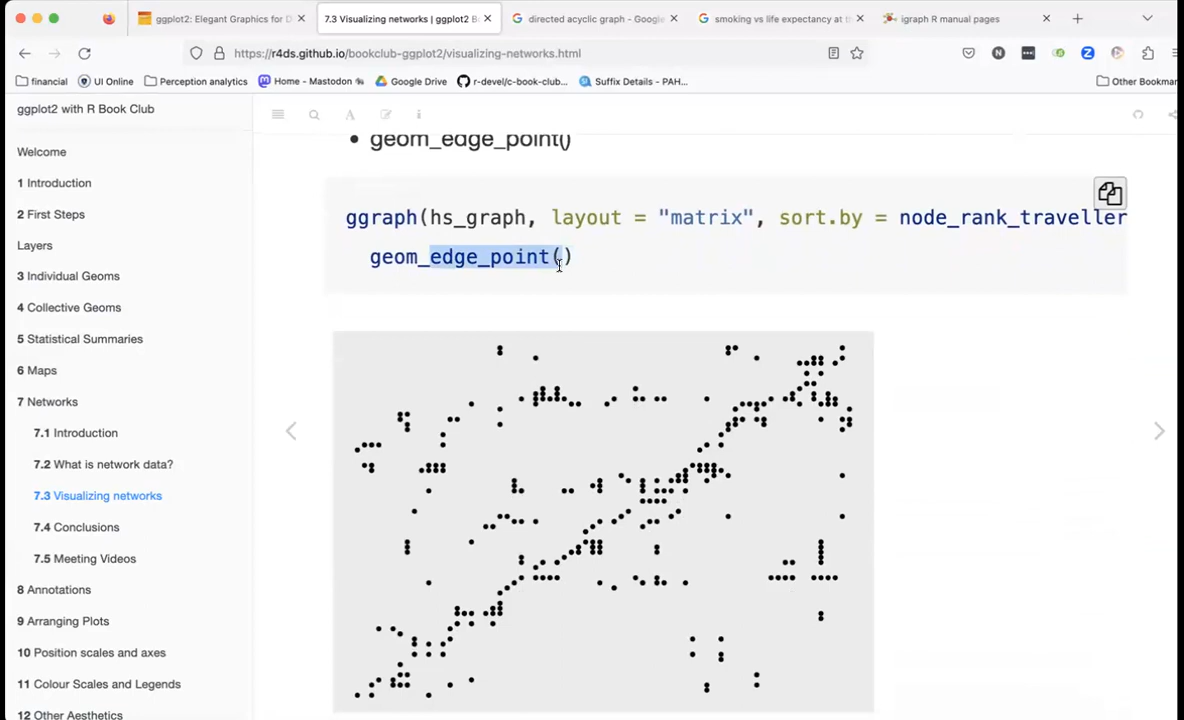 ggplot2: Elegant Graphics for D
7.3 Visualizing networks | ggplot2 B
directed acyclic graph - Google
smoking vs life expectancy at th
igraph R manual pages
https://r4ds.github.io/bookclub-ggplot2/visualizing-networks.html
financial
UI Online
Perception analytics
Home - Mastodon
Google Drive
r-devel/c-book-club...
Suffix Details - PAH...
Other Bookmar
ggplot2 with R Book Club
Welcome
1 Introduction
2 First Steps
Layers
3 Individual Geoms
4 Collective Geoms
5 Statistical Summaries
6 Maps
7 Networks
7.1 Introduction
7.2 What is network data?
7.3 Visualizing networks
7.4 Conclusions
7.5 Meeting Videos
8 Annotations
9 Arranging Plots
10 Position scales and axes
11 Colour Scales and Legends
12 Other Aesthetics
• geom_edge_point()
ggraph(hs_graph, layout = "matrix", sort.by = node_rank_traveller
geom_edge_point()